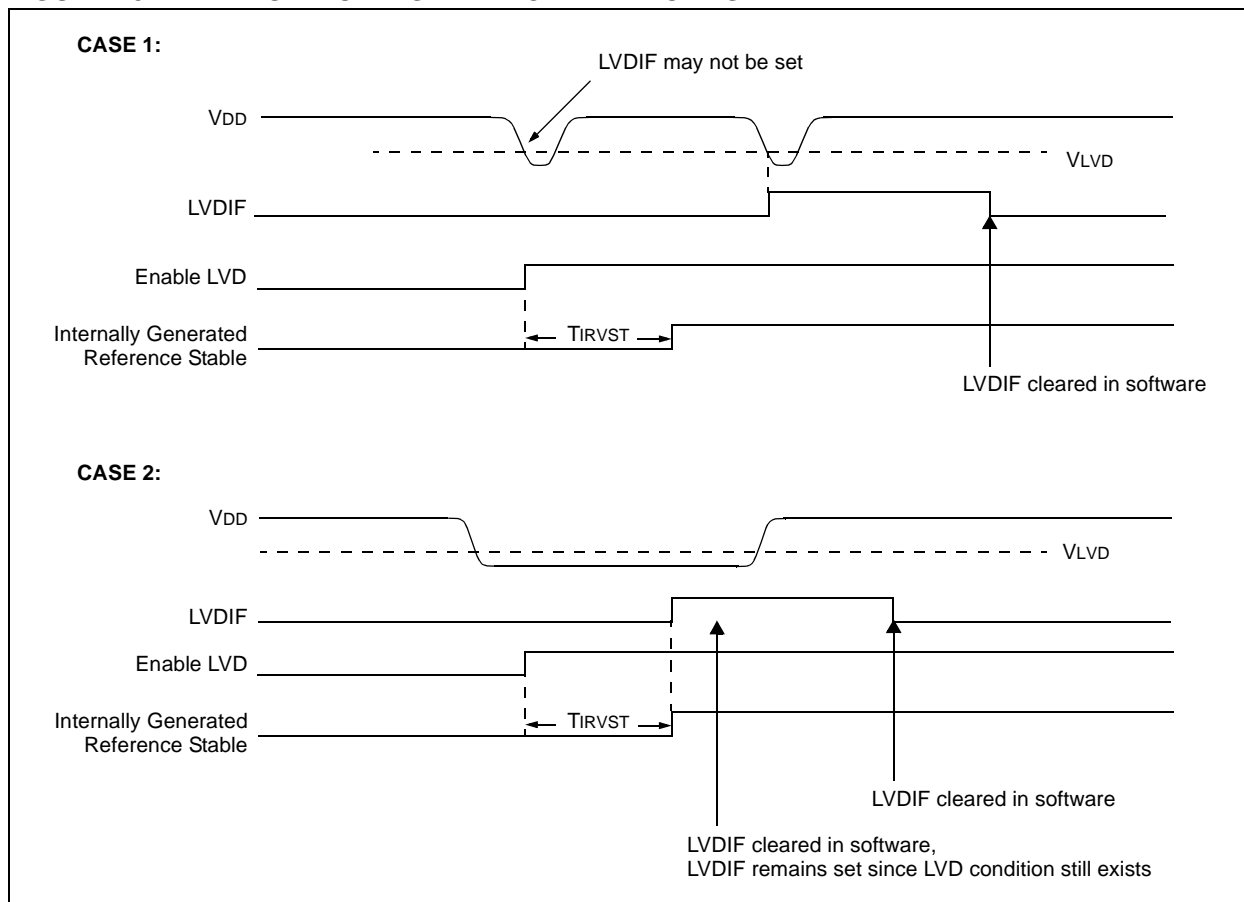 CASE 1:
LVDIF may not be set
VDD
VLVD
LVDIF
Enable LVD
Internally Generated
Reference Stable
TIRVST
LVDIF cleared in software
CASE 2:
VDD
VLVD
LVDIF
Enable LVD
Internally Generated
Reference Stable
TIRVST
LVDIF cleared in software
LVDIF cleared in software,
LVDIF remains set since LVD condition still exists